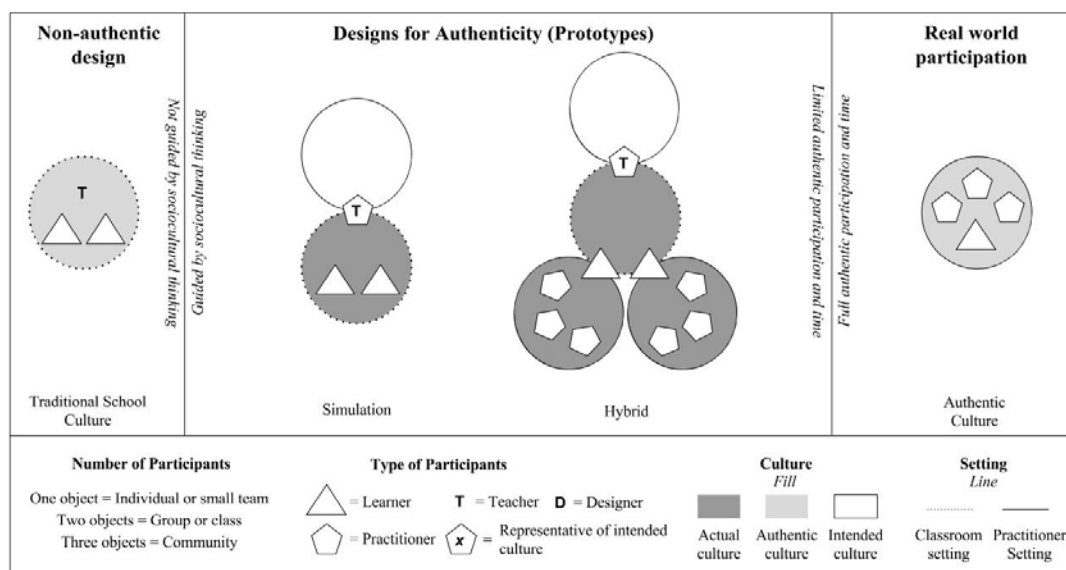 Non-authentic
design
Designs for Authenticity (Prototypes)
Real world
participation
Not guided by sociocultural thinking
Guided by sociocultural thinking
Limited authentic participation and time
Full authentic participation and time
T
T
T
Traditional School
Culture
Simulation
Hybrid
Authentic
Culture
Number of Participants
One object = Individual or small team
Two objects = Group or class
Three objects = Community
Type of Participants
= Learner
T = Teacher
D = Designer
= Practitioner
x = Representative of intended
culture
Culture
Fill
Actual
culture
Authentic
culture
Intended
culture
Setting
Line
Classroom
setting
Practitioner
Setting